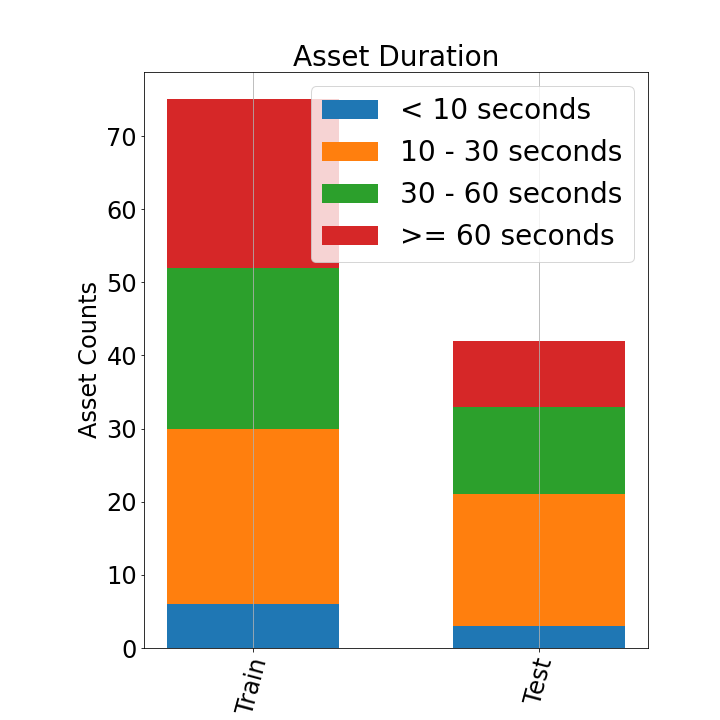 Asset Duration
< 10 seconds
10 - 30 seconds
30 - 60 seconds
>= 60 seconds
Asset Counts
70
60
50
40
30
20
10
0
Train
Test